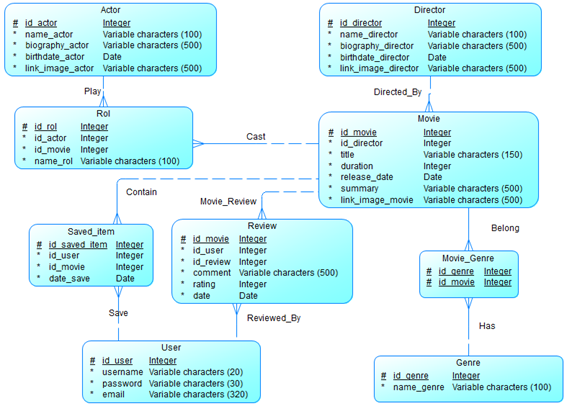 Actor
# id_actor Integer
* name_actor Variable characters (100)
* biography_actor Variable characters (500)
* birthdate_actor Date
* link_image_actor Variable characters (500)
Director
# id_director Integer
* name_director Variable characters (100)
* biography_director Variable characters (500)
* birthdate_director Date
* link_image_director Variable characters (500)
Play
Directed_By
Rol
# id_rol Integer
* id_actor Integer
* id_movie Integer
* name_rol Variable characters (100)
Cast
Movie
# id_movie Integer
* id_director Integer
* title Variable characters (150)
* duration Integer
* release_date Date
* summary Variable characters (500)
* link_image_movie Variable characters (500)
Contain
Movie_Review
Belong
Saved_item
# id_saved_item Integer
* id_user Integer
* id_movie Integer
* date_save Date
Review
# id_movie Integer
* id_user Integer
* id_review Integer
* comment Variable characters (500)
* rating Integer
* date Date
Movie_Genre
# id_genre Integer
# id_movie Integer
Save
Reviewed_By
Has
User
# id_user Integer
* username Variable characters (20)
* password Variable characters (30)
* email Variable characters (320)
Genre
# id_genre Integer
* name_genre Variable characters (100)